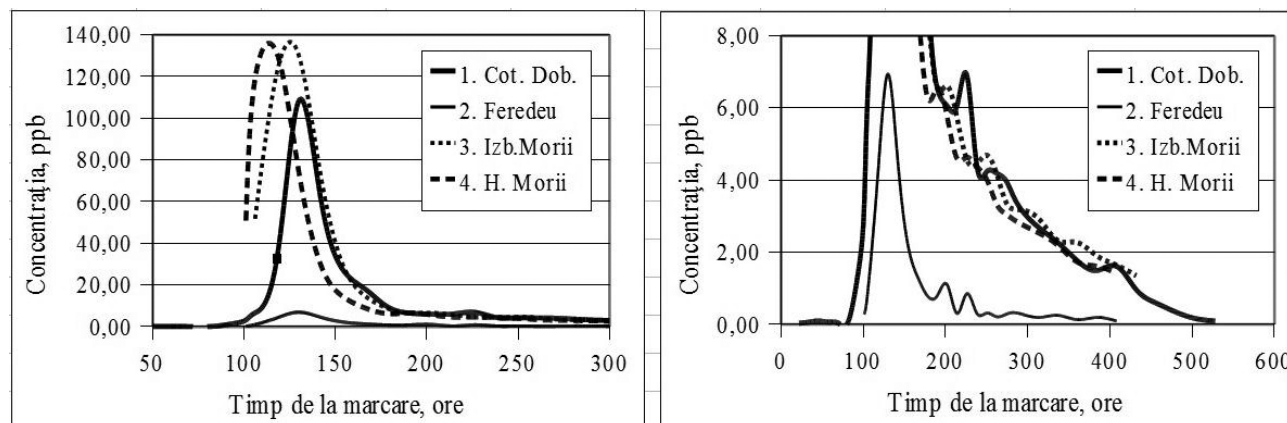 140,00
120,00
100,00
80,00
60,00
40,00
20,00
0,00
Concentrația, ppb
50 100 150 200 250 300
Timp de la marcare, ore
1. Cot. Dob.
2. Feredeu
3. Izb.Morii
4. H. Morii
8,00
6,00
4,00
2,00
0,00
Concentrația, ppb
0 100 200 300 400 500 600
Timp de la marcare, ore
1. Cot. Dob.
2. Feredeu
3. Izb.Morii
4. H. Morii